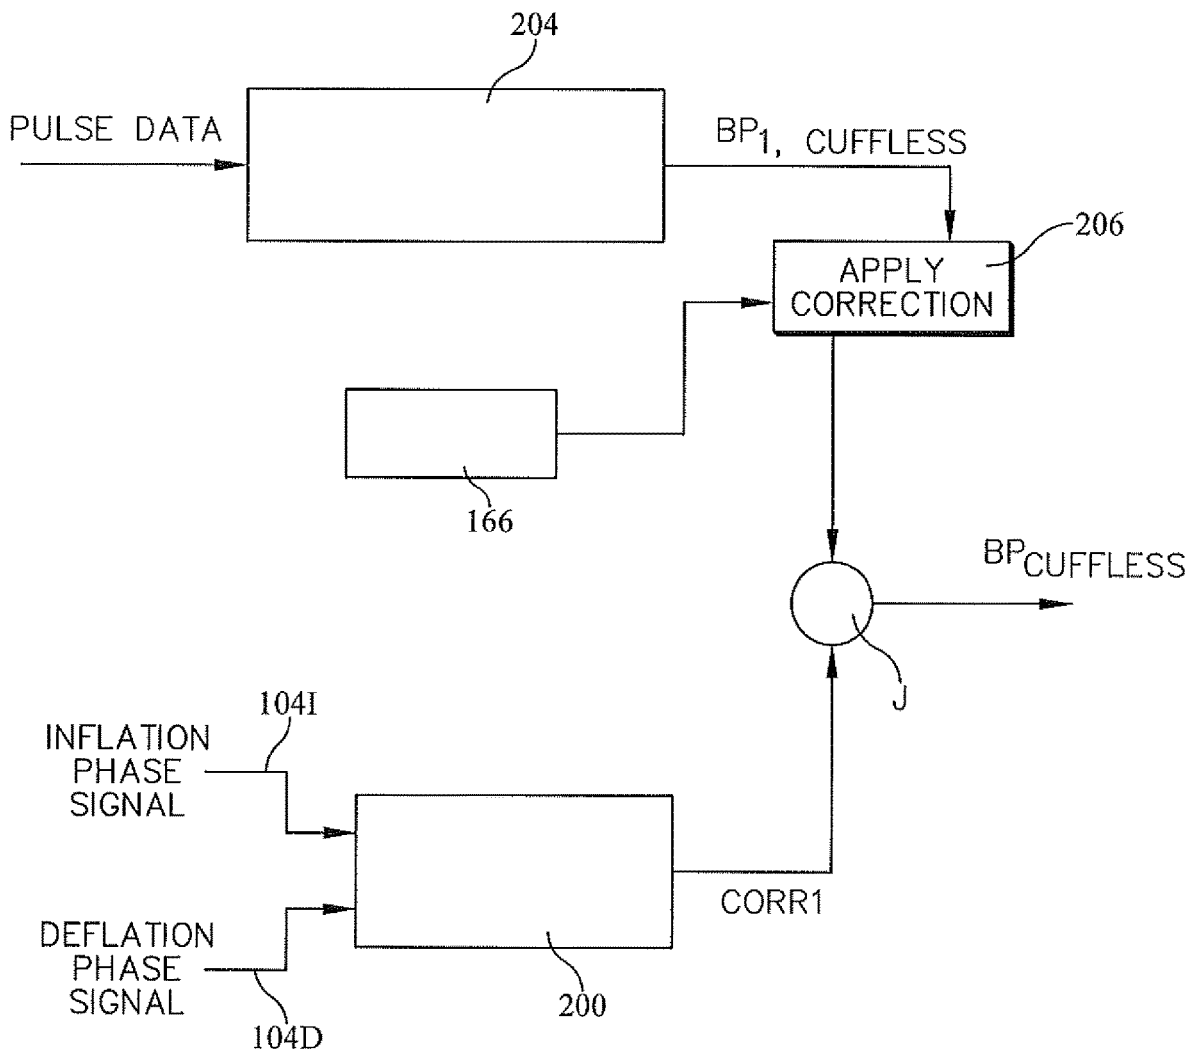 204
PULSE DATA
BP1, CUFFLESS
206
APPLY
CORRECTION
166
BPCUFFLESS
J
104I
INFLATION
PHASE
SIGNAL
CORR1
DEFLATION
PHASE
SIGNAL
200
104D